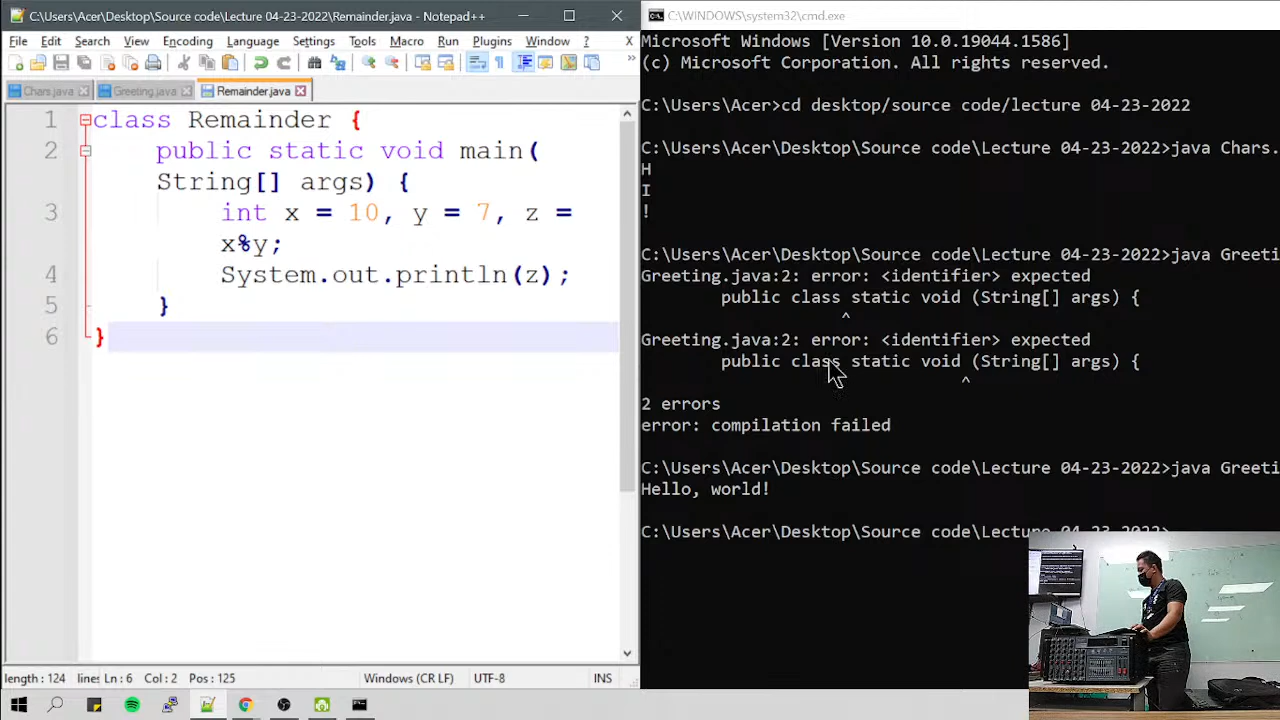 C:\Users\Acer\Desktop\Source code\Lecture 04-23-2022\Remainder.java - Notepad++
File Edit Search View Encoding Language Settings Tools Macro Run Plugins Window ? X
Chars.java Greeting.java Remainder.java
1 class Remainder {
2 public static void main(
String[] args) {
3 int x = 10, y = 7, z =
x%y;
4 System.out.println(z);
5 }
6 }
length : 124 lines Ln : 6 Col : 2 Pos : 125 Windows (CR LF) UTF-8 INS
C:\WINDOWS\system32\cmd.exe
Microsoft Windows [Version 10.0.19044.1586]
(c) Microsoft Corporation. All rights reserved.
C:\Users\Acer>cd desktop/source code/lecture 04-23-2022
C:\Users\Acer\Desktop\Source code\Lecture 04-23-2022>java Chars.
H
I
!
C:\Users\Acer\Desktop\Source code\Lecture 04-23-2022>java Greeti
Greeting.java:2: error: <identifier> expected
public class static void (String[] args) {
^
Greeting.java:2: error: <identifier> expected
public class static void (String[] args) {
^
2 errors
error: compilation failed
C:\Users\Acer\Desktop\Source code\Lecture 04-23-2022>java Greeti
Hello, world!
C:\Users\Acer\Desktop\Source code\Lecture 04-23-2022>